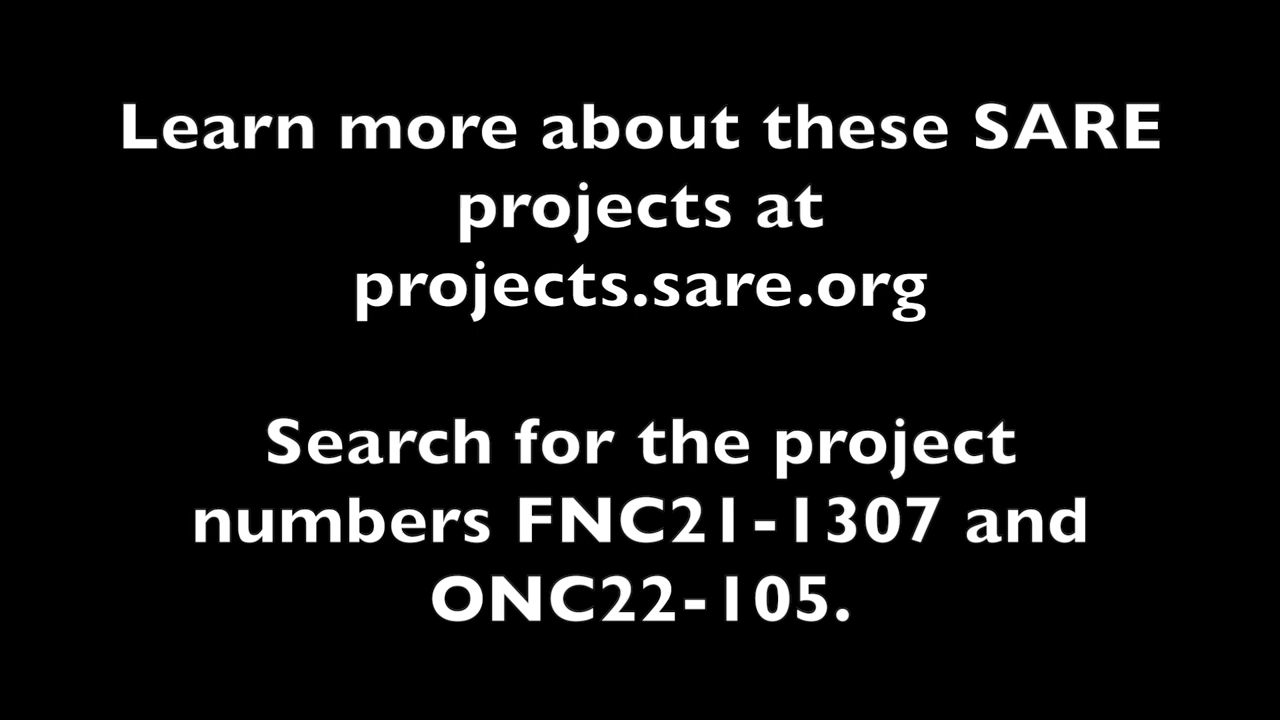 Learn more about these SARE
projects at
projects.sare.org
Search for the project
numbers FNC21-1307 and
ONC22-105.